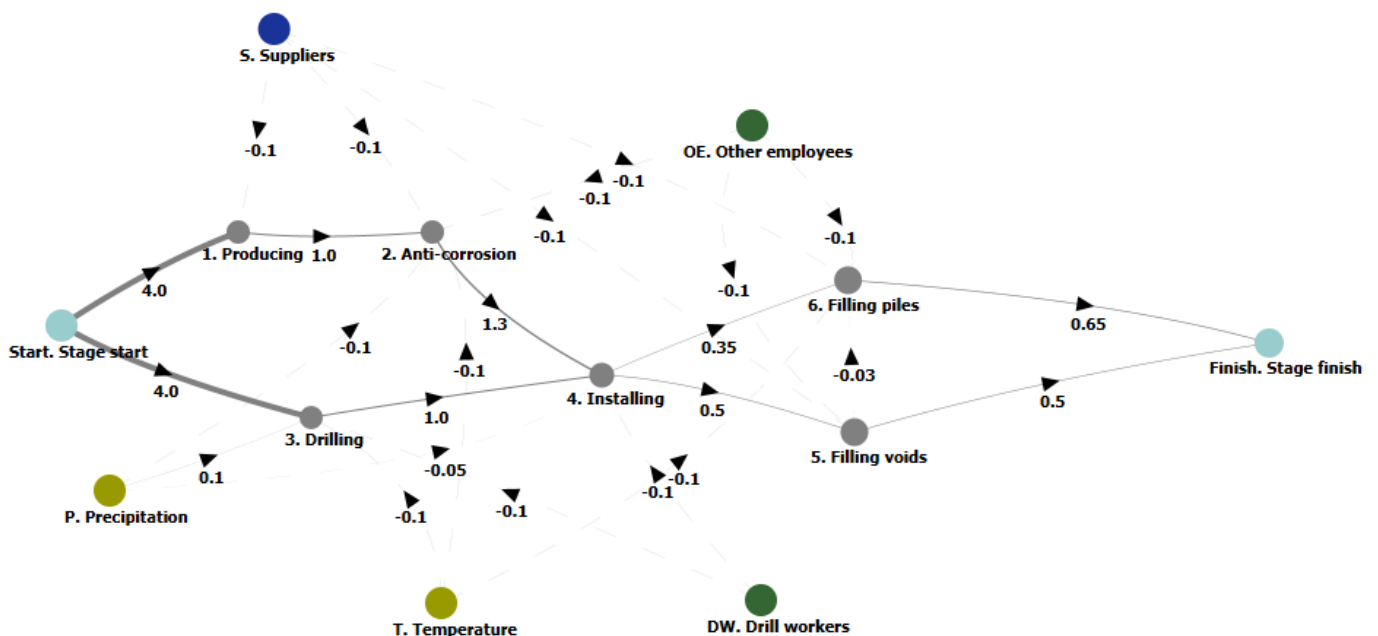 S. Suppliers
OE. Other employees
-0.1
-0.1
-0.1
-0.1
-0.1
-0.1
1. Producing
1.0
2. Anti-corrosion
-0.1
4.0
6. Filling piles
1.3
0.65
Start. Stage start
-0.1
0.35
Finish. Stage finish
-0.1
-0.03
4.0
4. Installing
0.5
0.5
1.0
3. Drilling
5. Filling voids
0.1
-0.05
-0.1
-0.1
P. Precipitation
-0.1
-0.1
T. Temperature
DW. Drill workers